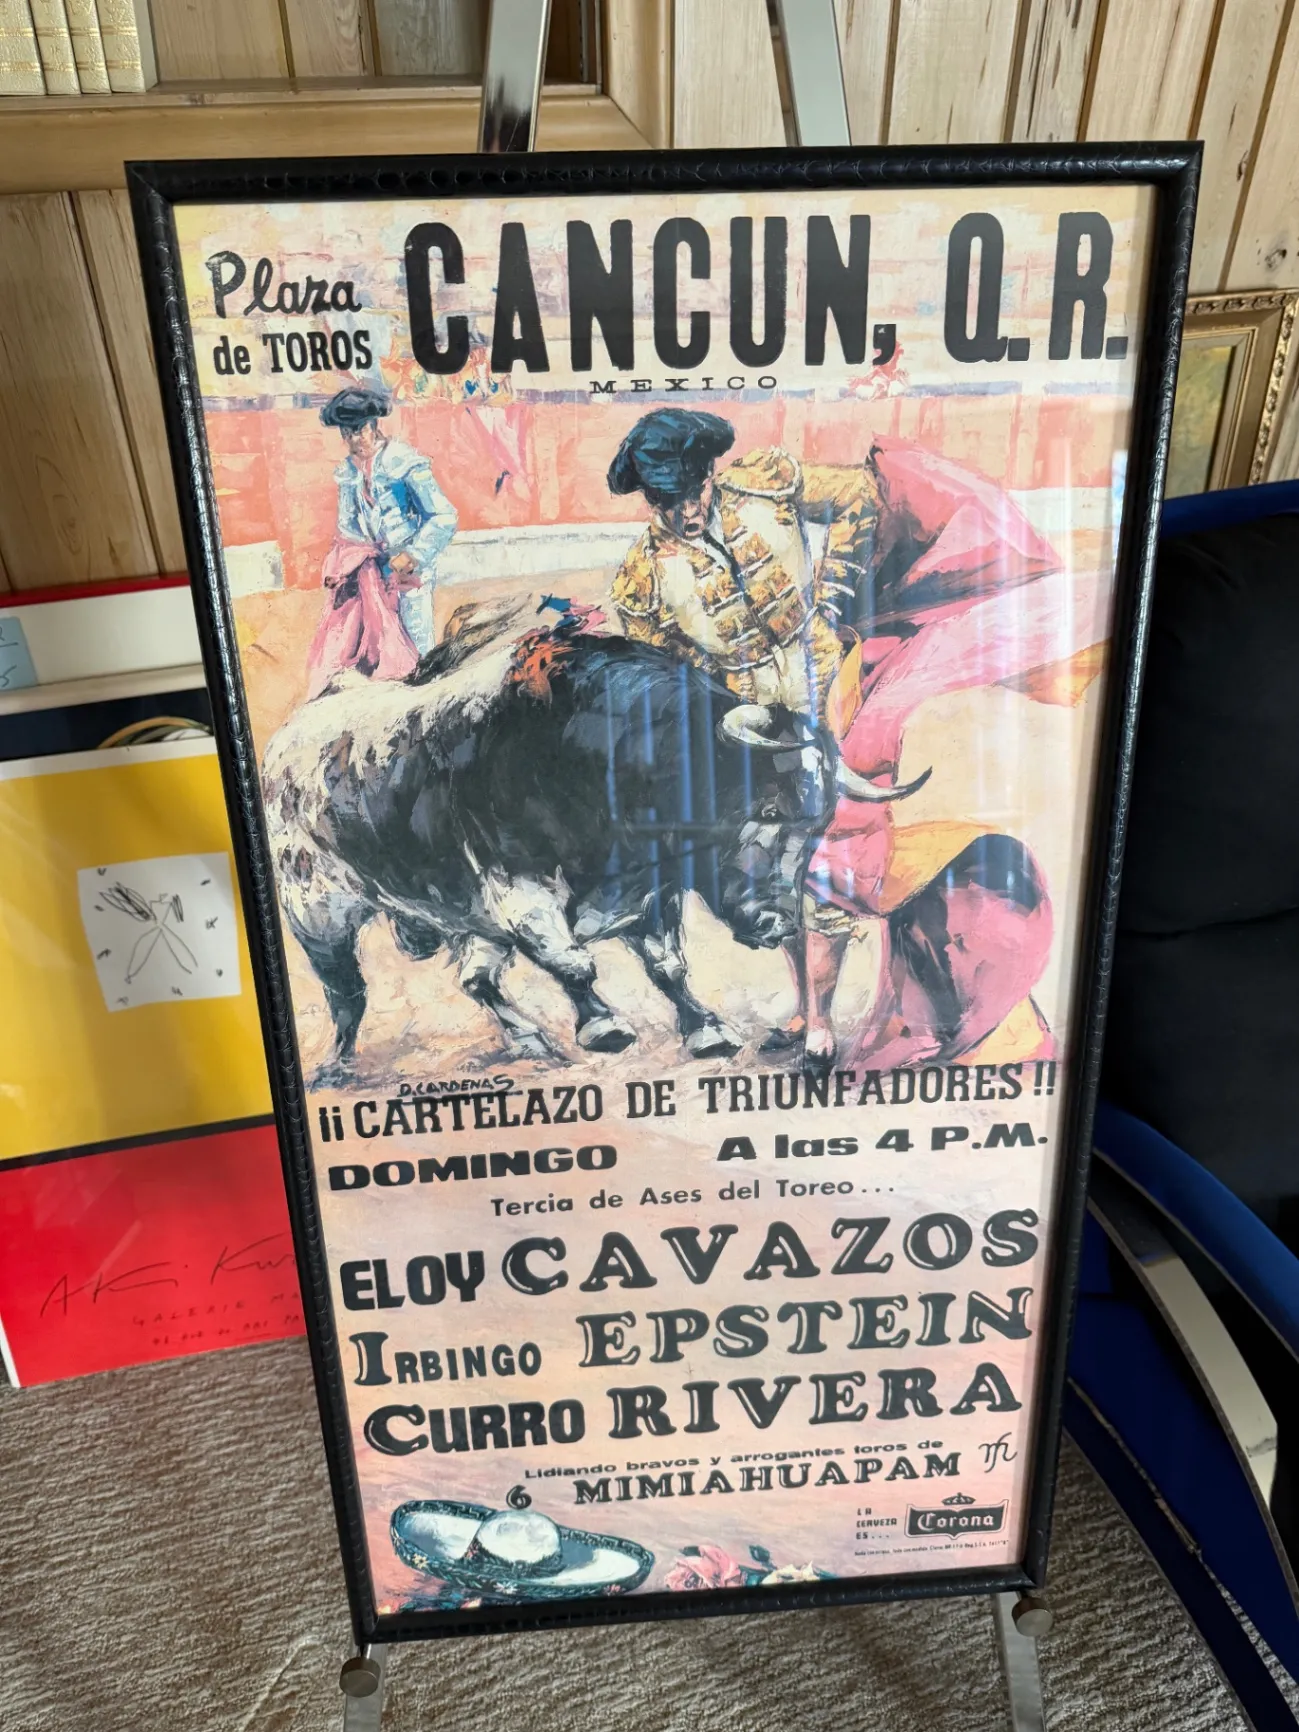 Plaza
de TOROS
CANCUN, Q.R.
MEXICO
D. CARDENAS
¡¡ CARTELAZO DE TRIUNFADORES !!
DOMINGO A las 4 P.M.
Tercia de Ases del Toreo...
ELOY CAVAZOS
IRBINGO EPSTEIN
CURRO RIVERA
Lidiando bravos y arrogantes toros de
6 MIMIAHUAPAM
LA
CERVEZA
ES...
Corona
GALERIE